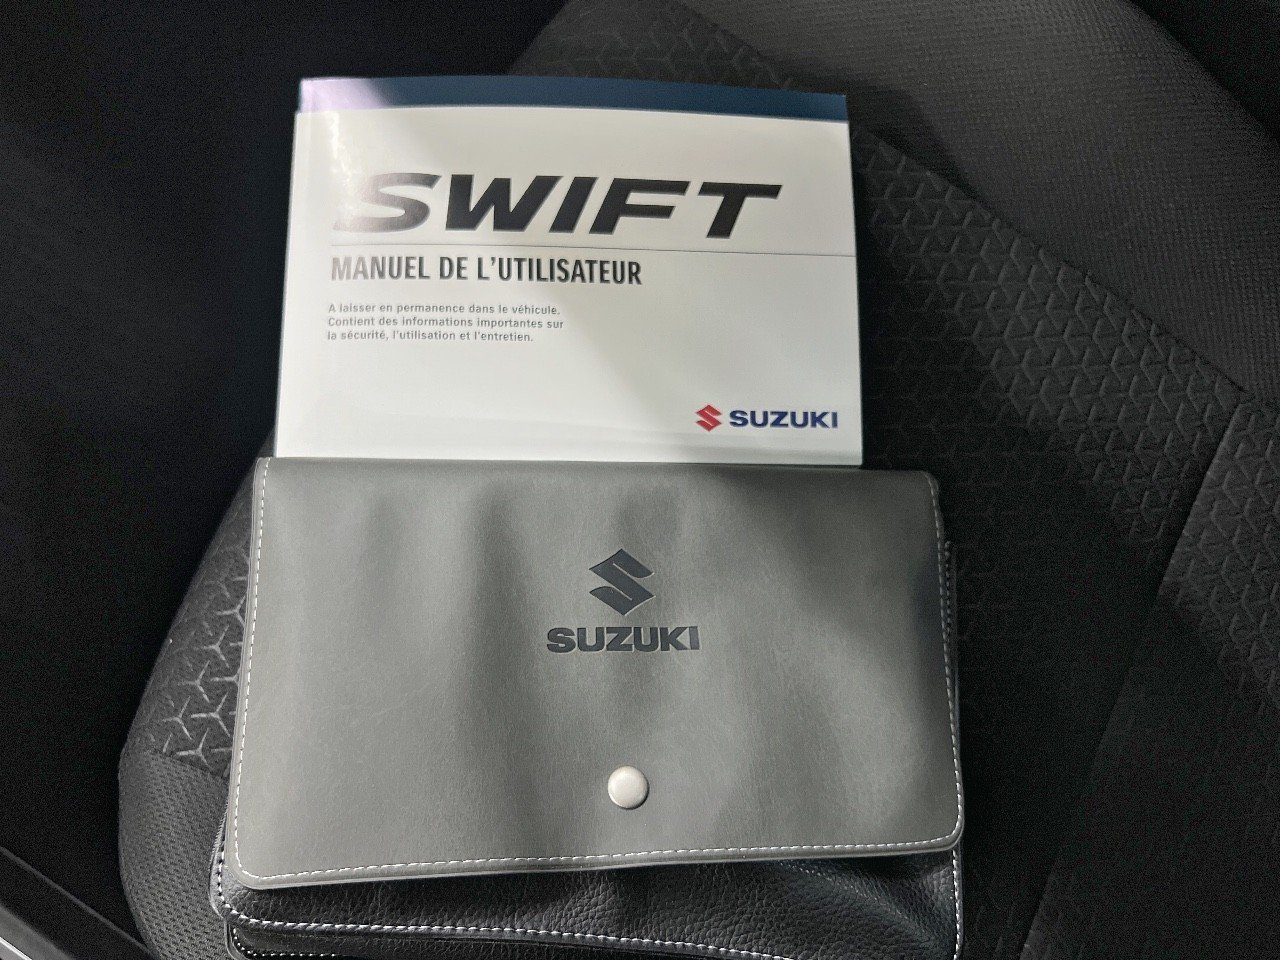 SWIFT
MANUEL DE L'UTILISATEUR
A laisser en permanence dans le véhicule.
Contient des informations importantes sur
la sécurité, l'utilisation et l'entretien.
SUZUKI
SUZUKI